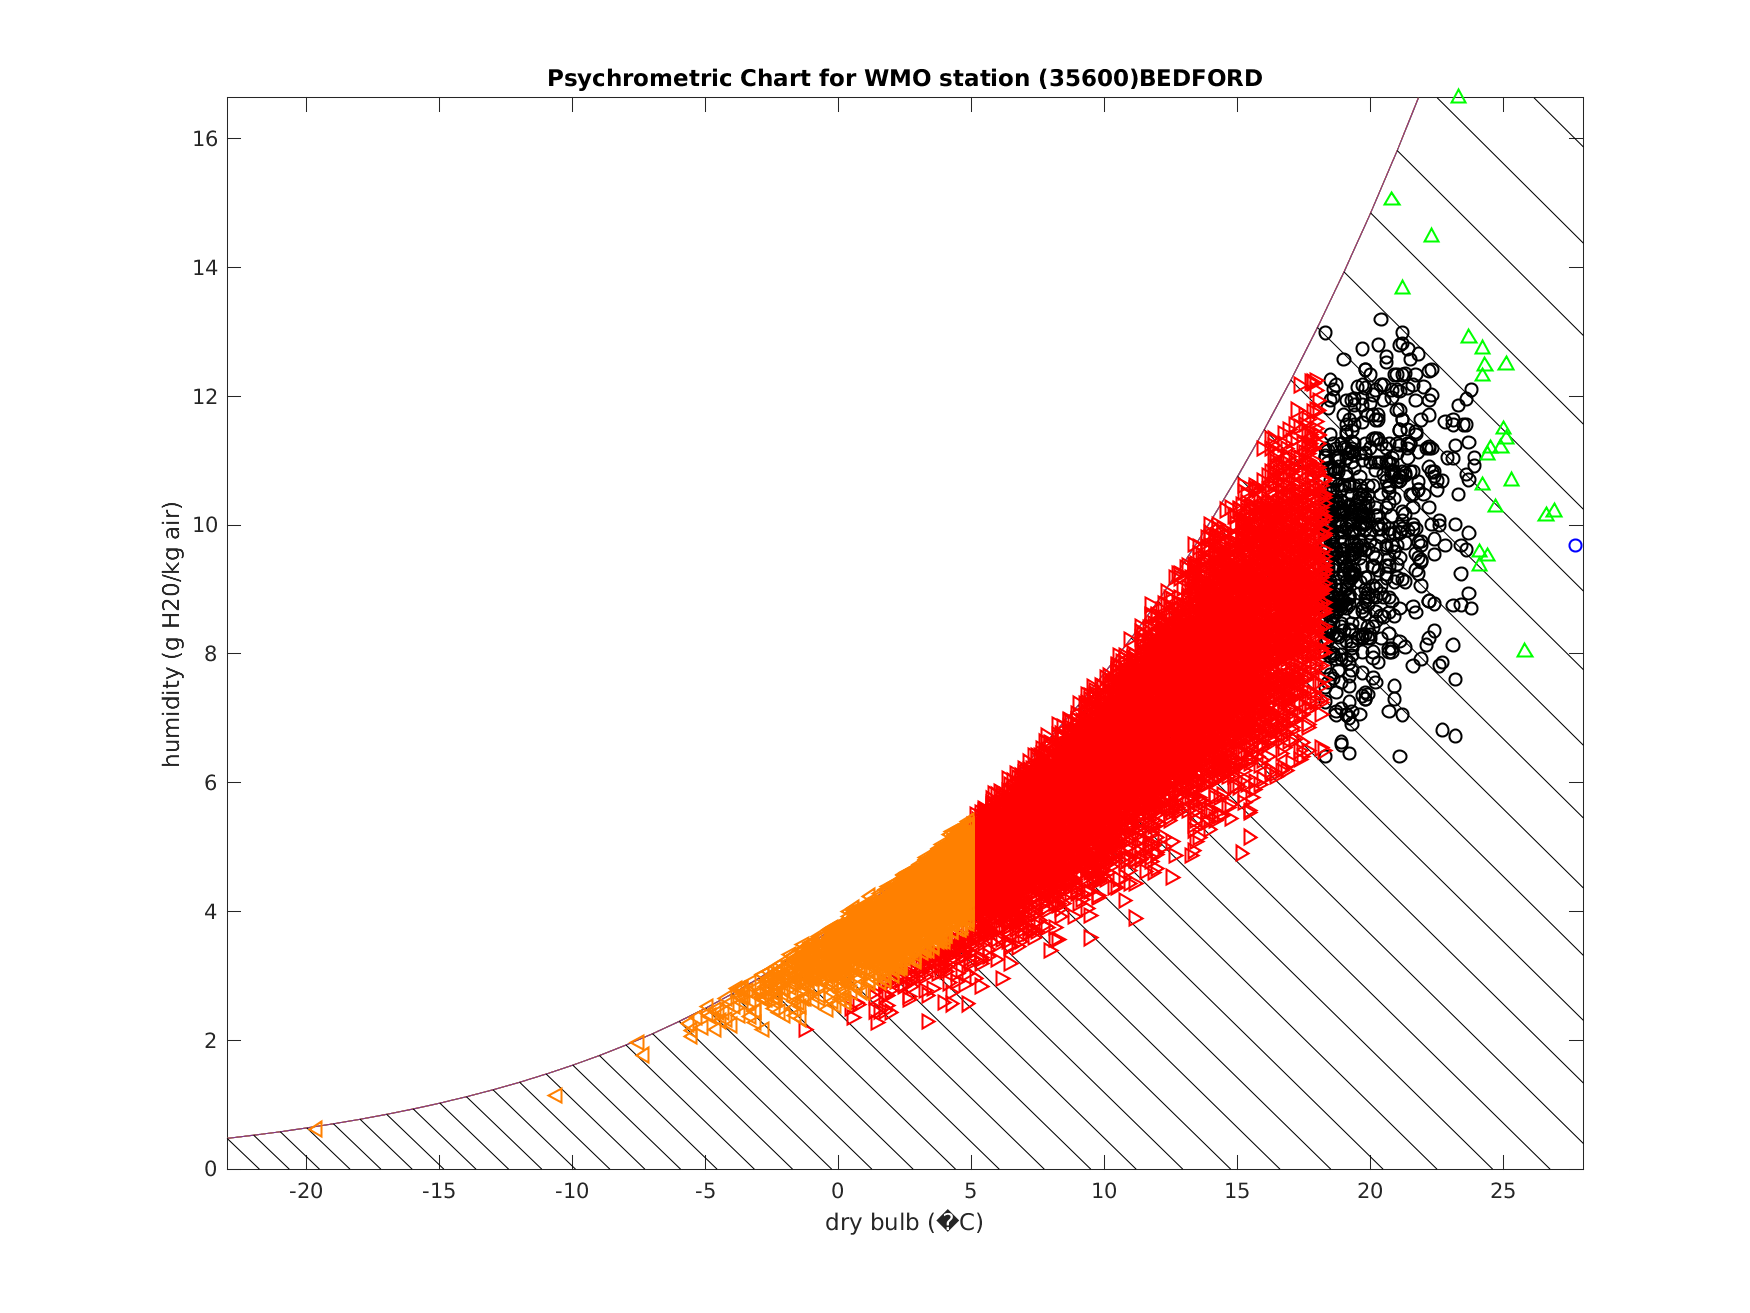 Psychrometric Chart for WMO station (35600)BEDFORD
16
14
12
10
8
6
4
2
0
humidity (g H20/kg air)
-20 -15 -10 -5 0 5 10 15 20 25
dry bulb (�C)